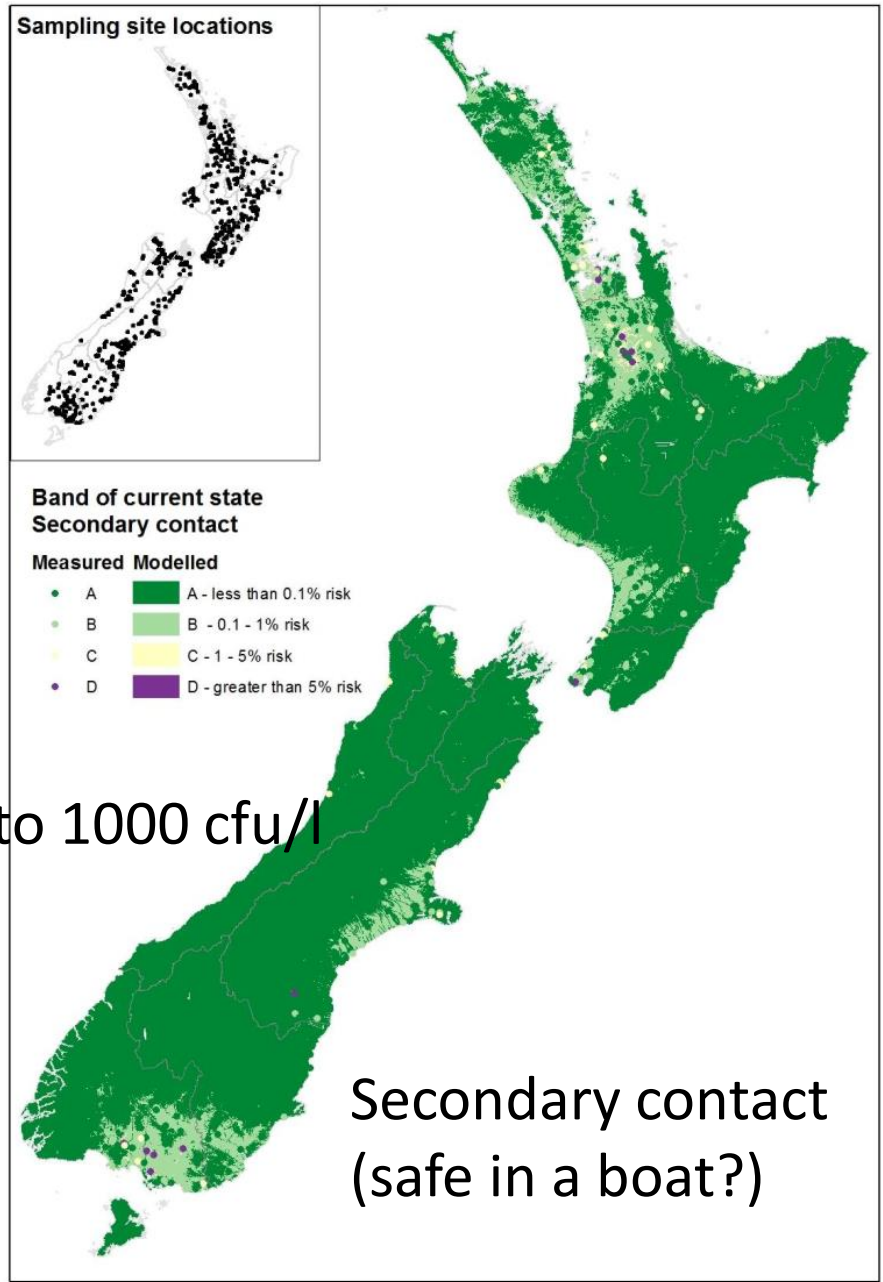 Sampling site locations
Band of current state
Secondary contact
Measured Modelled
A A - less than 0.1% risk
B B - 0.1 - 1% risk
C C - 1 - 5% risk
D D - greater than 5% risk
to 1000 cfu/l
Secondary contact
(safe in a boat?)